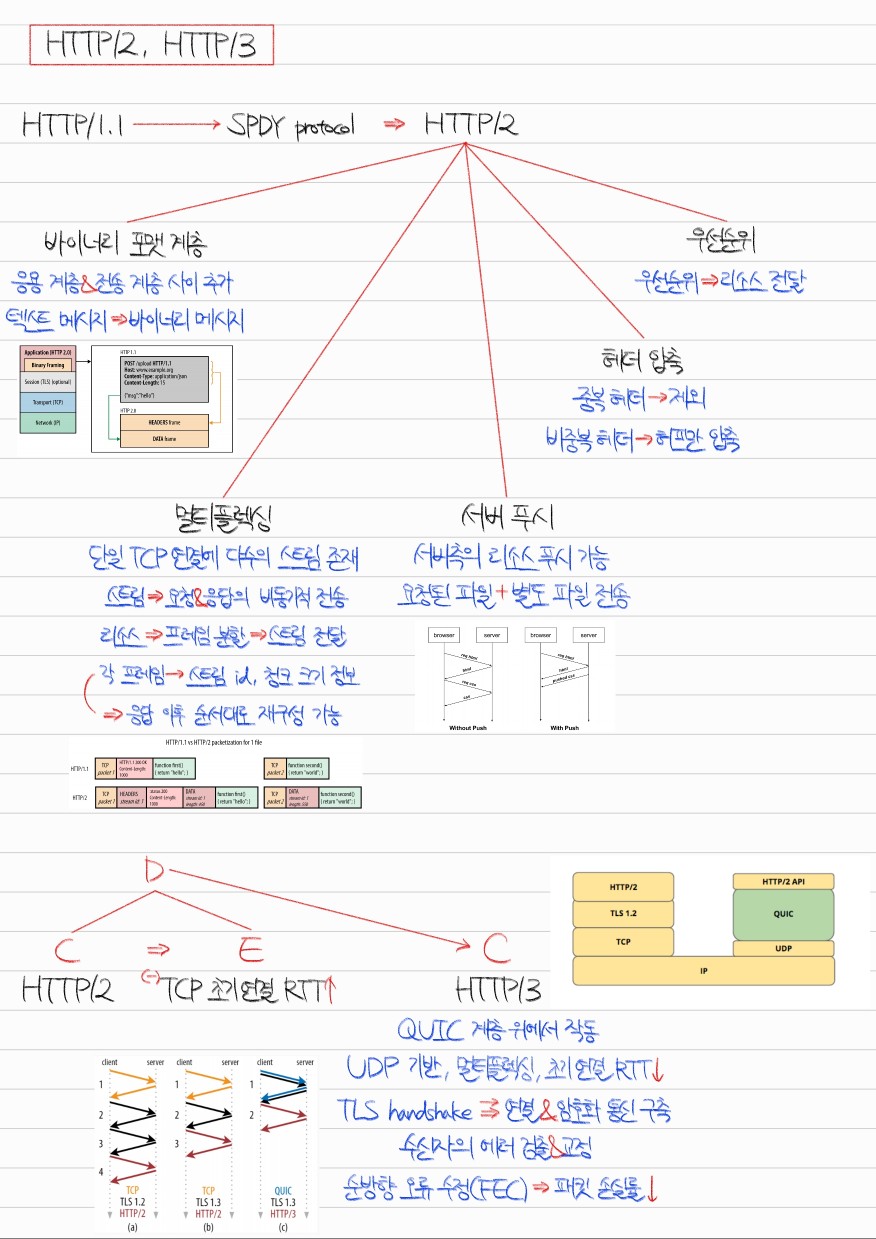 HTTP/2, HTTP/3
HTTP/1.1 → SPDY protocol ⇒ HTTP/2
바이너리 포맷 계층
응용 계층&전송 계층 사이 추가
텍스트 메시지⇒바이너리 메시지
Application (HTTP 2.0)
Binary Framing
Session (TLS) (optional)
Transport (TCP)
Network (IP)
HTTP 1.1
POST /upload HTTP/1.1
Host: www.example.org
Content-Type: application/json
Content-Length: 15
{"msg":"hello"}
HTTP 2.0
HEADERS frame
DATA frame
우선순위
우선순위⇒리소스 전달
헤더 압축
중복 헤더→제외
비중복 헤더→허프만 압축
멀티플렉싱
단일 TCP 연결에 다수의 스트림 존재
스트림⇒요청&응답의 비동기적 전송
리소스⇒프레임 분할⇒스트림 전달
각 프레임→스트림 id, 청크 크기 정보
⇒응답 이후 순서대로 재구성 가능
서버 푸시
서버측의 리소스 푸시 가능
요청된 파일+별도 파일 전송
browser server browser server
req html req html
html html
req css pushed css
css
Without Push With Push
HTTP/1.1 vs HTTP/2 packetization for 1 file
HTTP/1.1
TCP packet 1
HTTP/1.1 200 OK
Content-Length:
1000
function first()
{ return "hello"; }
TCP packet 2
function second()
{ return "world"; }
HTTP/2
TCP packet 1
HEADERS
stream id: 1
status: 200
Content-Length:
1000
DATA
stream id: 1
length: 450
function first()
{ return "hello"; }
TCP packet 2
DATA
stream id: 1
length: 550
function second()
{ return "world"; }
D
C ⇒ E C
HTTP/2 (-) TCP 초기 연결 RTT↑ HTTP/3
HTTP/2
TLS 1.2
TCP
HTTP/2 API
QUIC
UDP
IP
QUIC 계층 위에서 작동
UDP 기반, 멀티플렉싱, 초기 연결 RTT↓
TLS handshake ⇒ 연결&암호화 통신 구축
수신자의 에러 검출&교정
순방향 오류 수정(FEC) ⇒ 패킷 손실률↓
client server client server client server
1 1 1
2 2 2
3 3
4
TCP TCP QUIC
TLS 1.2 TLS 1.3 TLS 1.3
HTTP/2 HTTP/2 HTTP/3
(a) (b) (c)